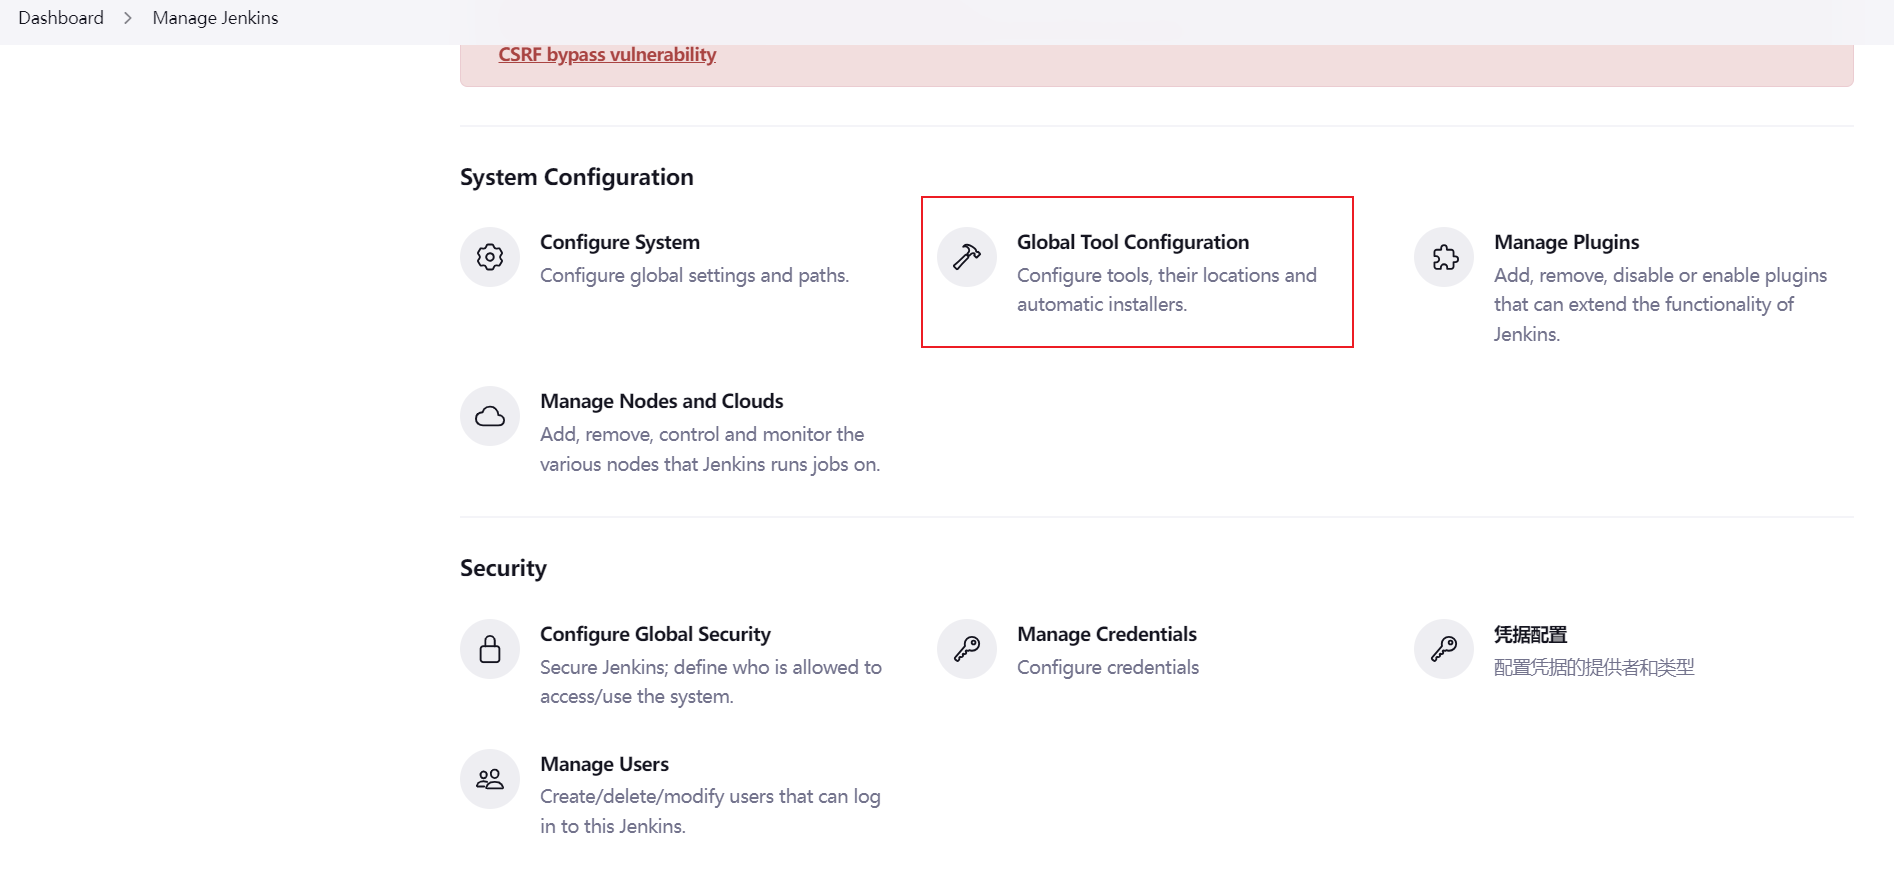 Dashboard > Manage Jenkins
CSRF bypass vulnerability
System Configuration
Configure System
Configure global settings and paths.
Global Tool Configuration
Configure tools, their locations and
automatic installers.
Manage Plugins
Add, remove, disable or enable plugins
that can extend the functionality of
Jenkins.
Manage Nodes and Clouds
Add, remove, control and monitor the
various nodes that Jenkins runs jobs on.
Security
Configure Global Security
Secure Jenkins; define who is allowed to
access/use the system.
Manage Credentials
Configure credentials
凭据配置
配置凭据的提供者和类型
Manage Users
Create/delete/modify users that can log
in to this Jenkins.